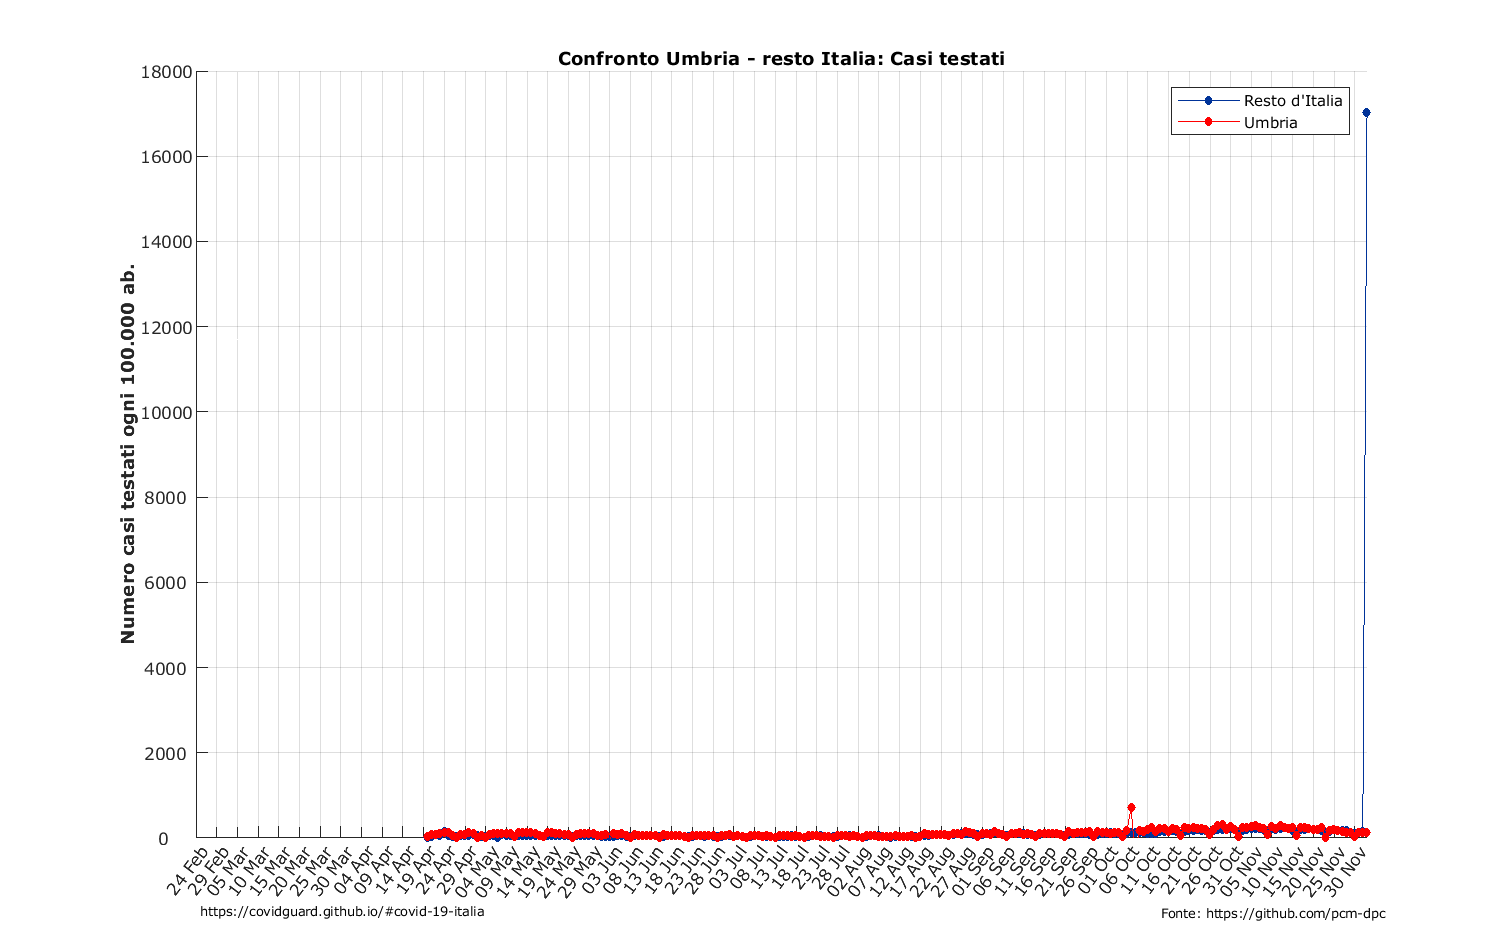 Confronto Umbria - resto Italia: Casi testati
Resto d'Italia
Umbria
Numero casi testati ogni 100.000 ab.
18000
16000
14000
12000
10000
8000
6000
4000
2000
0
24 Feb
29 Feb
05 Mar
10 Mar
15 Mar
20 Mar
25 Mar
30 Mar
04 Apr
09 Apr
14 Apr
19 Apr
24 Apr
29 Apr
04 May
09 May
14 May
19 May
24 May
29 May
03 Jun
08 Jun
13 Jun
18 Jun
23 Jun
28 Jun
03 Jul
08 Jul
13 Jul
18 Jul
23 Jul
28 Jul
02 Aug
07 Aug
12 Aug
17 Aug
22 Aug
27 Aug
01 Sep
06 Sep
11 Sep
16 Sep
21 Sep
26 Sep
01 Oct
06 Oct
11 Oct
16 Oct
21 Oct
26 Oct
31 Oct
05 Nov
10 Nov
15 Nov
20 Nov
25 Nov
30 Nov
https://covidguard.github.io/#covid-19-italia
Fonte: https://github.com/pcm-dpc